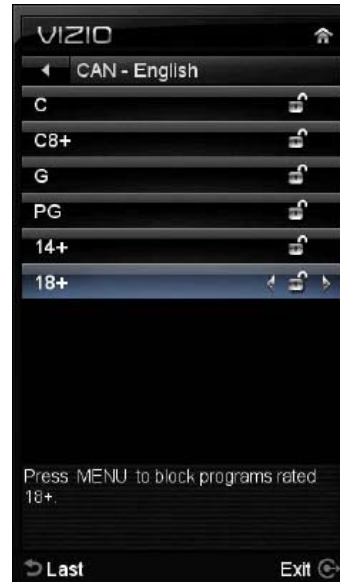 VIZIO
CAN - English
C
C8+
G
PG
14+
18+
Press MENU to block programs rated
18+.
Last Exit